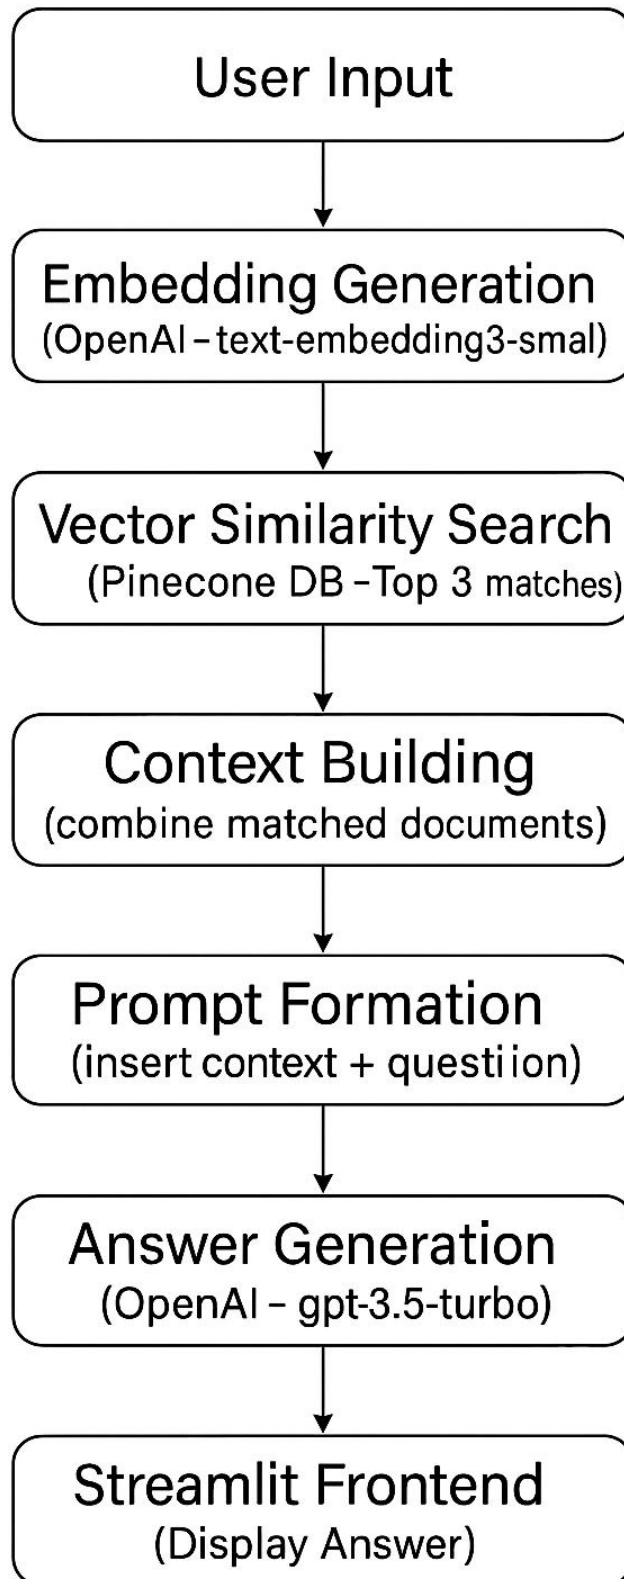 User Input
Embedding Generation
(OpenAI – text-embedding3-smal)
Vector Similarity Search
(Pinecone DB – Top 3 matches)
Context Building
(combine matched documents)
Prompt Formation
(insert context + questiion)
Answer Generation
(OpenAI – gpt-3.5-turbo)
Streamlit Frontend
(Display Answer)